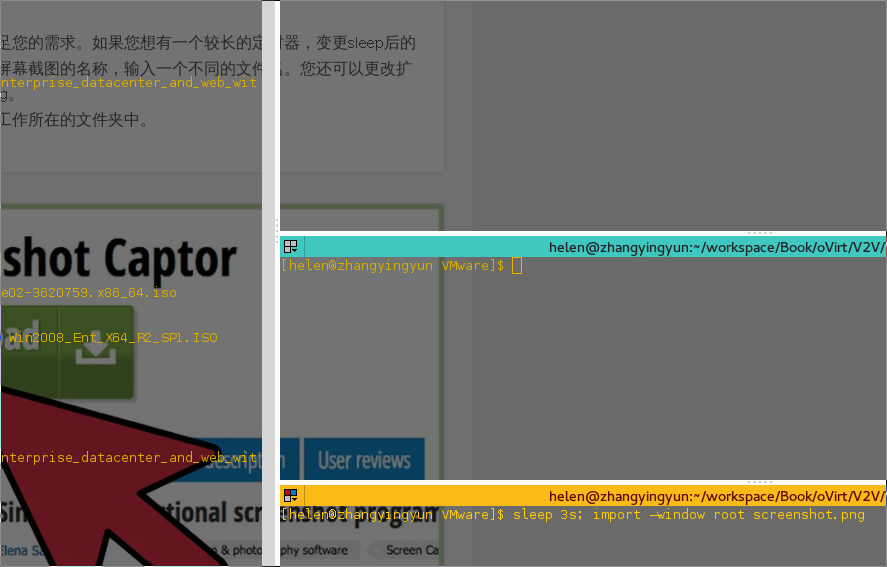 足您的需求。如果您想有一个较长的定时器，变更sleep后的
屏幕截图的名称，输入一个不同的文件名。您还可以更改扩
nterprise_datacenter_and_web_wit
g。
工作所在的文件夹中。
shot Captor
e02-3620759.x86_64.iso
Win2008_Ent_X64_R2_SP1.ISO
ad
nterprise_datacenter_and_web_wit
description
User reviews
ctional scr
program
Elena Sa
n & photo
phy software
Screen Ca
helen@zhangyingyun:~/workspace/Book/oVirt/V2V/
[helen@zhangyingyun VMware]$
helen@zhangyingyun:~/workspace/Book/oVirt/V2V/
[helen@zhangyingyun VMware]$ sleep 3s; import -window root screenshot.png